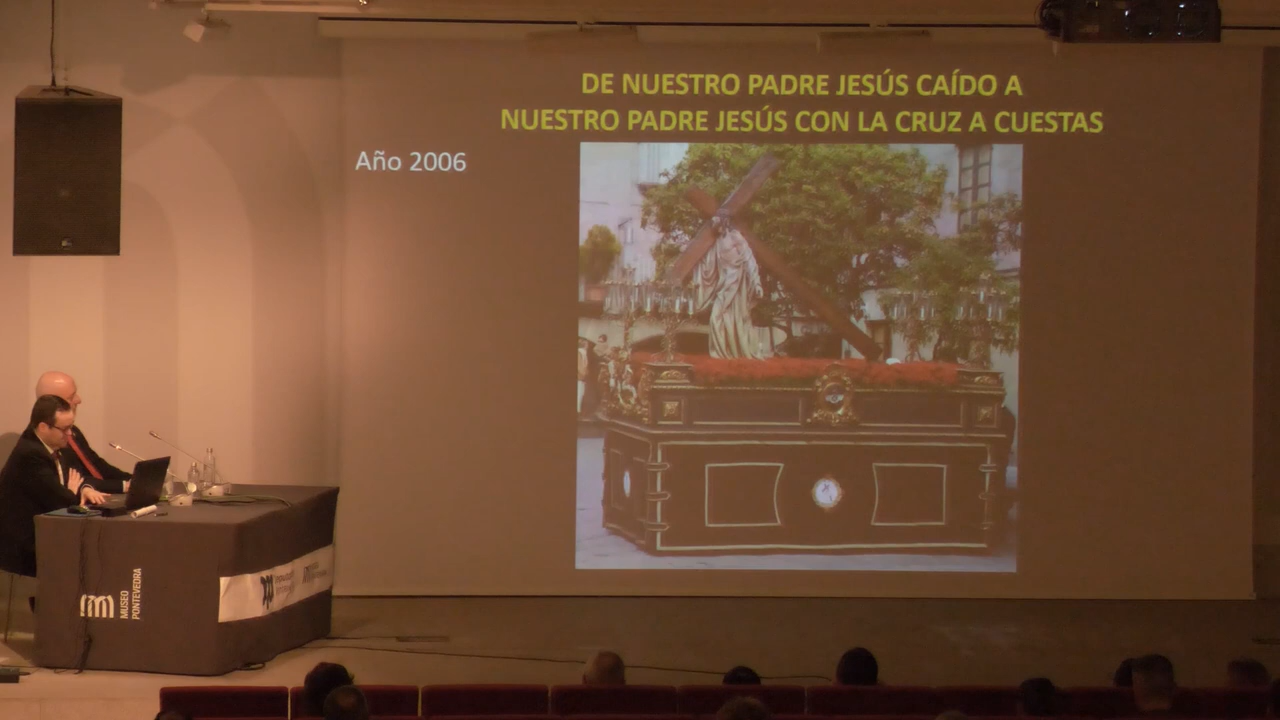 DE NUESTRO PADRE JESÚS CAÍDO A
NUESTRO PADRE JESÚS CON LA CRUZ A CUESTAS
Año 2006
MUSEO
PONTEVEDRA